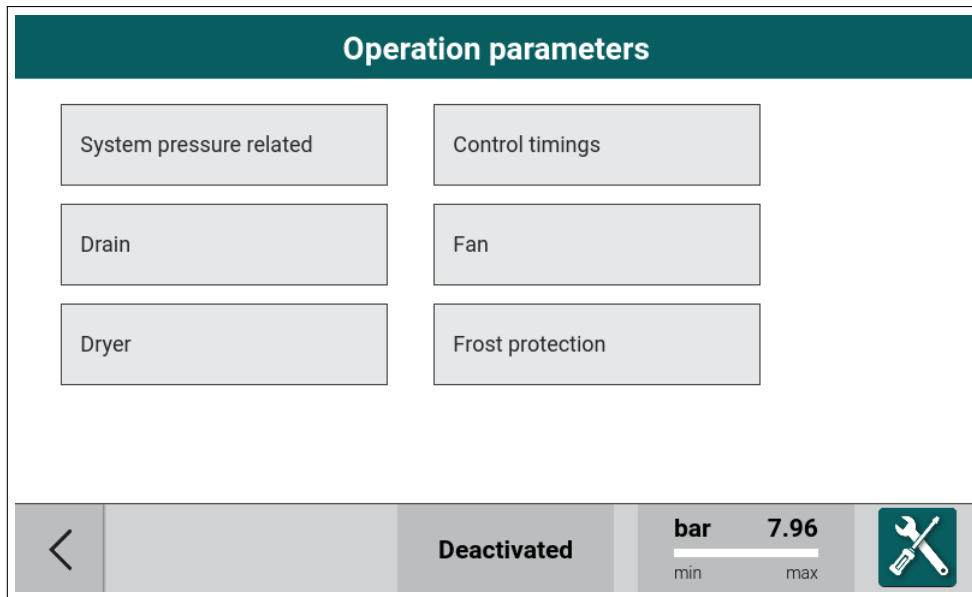 Operation parameters
System pressure related
Control timings
Drain
Fan
Dryer
Frost protection
Deactivated
bar 7.96
min max